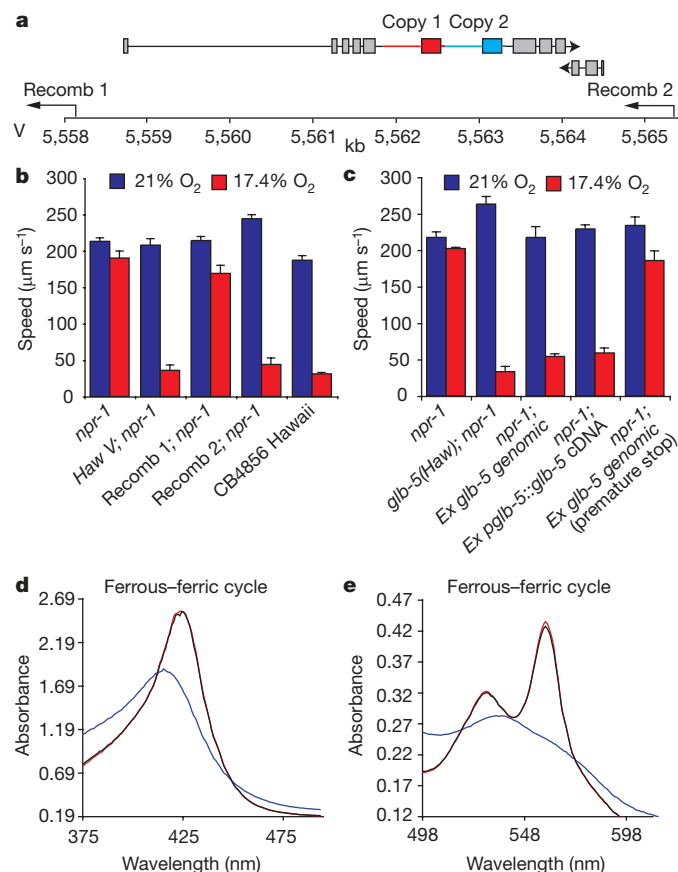 a
Copy 1 Copy 2
Recomb 1
Recomb 2
V
5,558 5,559 5,560 5,561 5,562 5,563 5,564 5,565
kb
b
21% O₂ 17.4% O₂
Speed (μm s⁻¹)
300
250
200
150
100
50
0
npr-1
Haw V; npr-1
Recomb 1; npr-1
Recomb 2; npr-1
CB4856 Hawaii
c
21% O₂ 17.4% O₂
Speed (μm s⁻¹)
300
250
200
150
100
50
0
npr-1
glb-5(Haw); npr-1
npr-1;
Ex glb-5 genomic
npr-1;
Ex pglb-5::glb-5 cDNA
npr-1;
Ex glb-5 genomic
(premature stop)
d
Ferrous–ferric cycle
Absorbance
2.69
2.19
1.69
1.19
0.69
0.19
375 425 475
Wavelength (nm)
e
Ferrous–ferric cycle
Absorbance
0.47
0.42
0.37
0.32
0.27
0.22
0.17
0.12
498 548 598
Wavelength (nm)